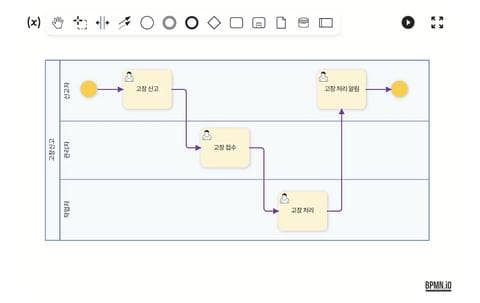 (x)
고장신고
신고자
고장 신고
고장 처리 알림
관리자
고장 접수
작업자
고장 처리
BPMN.iO